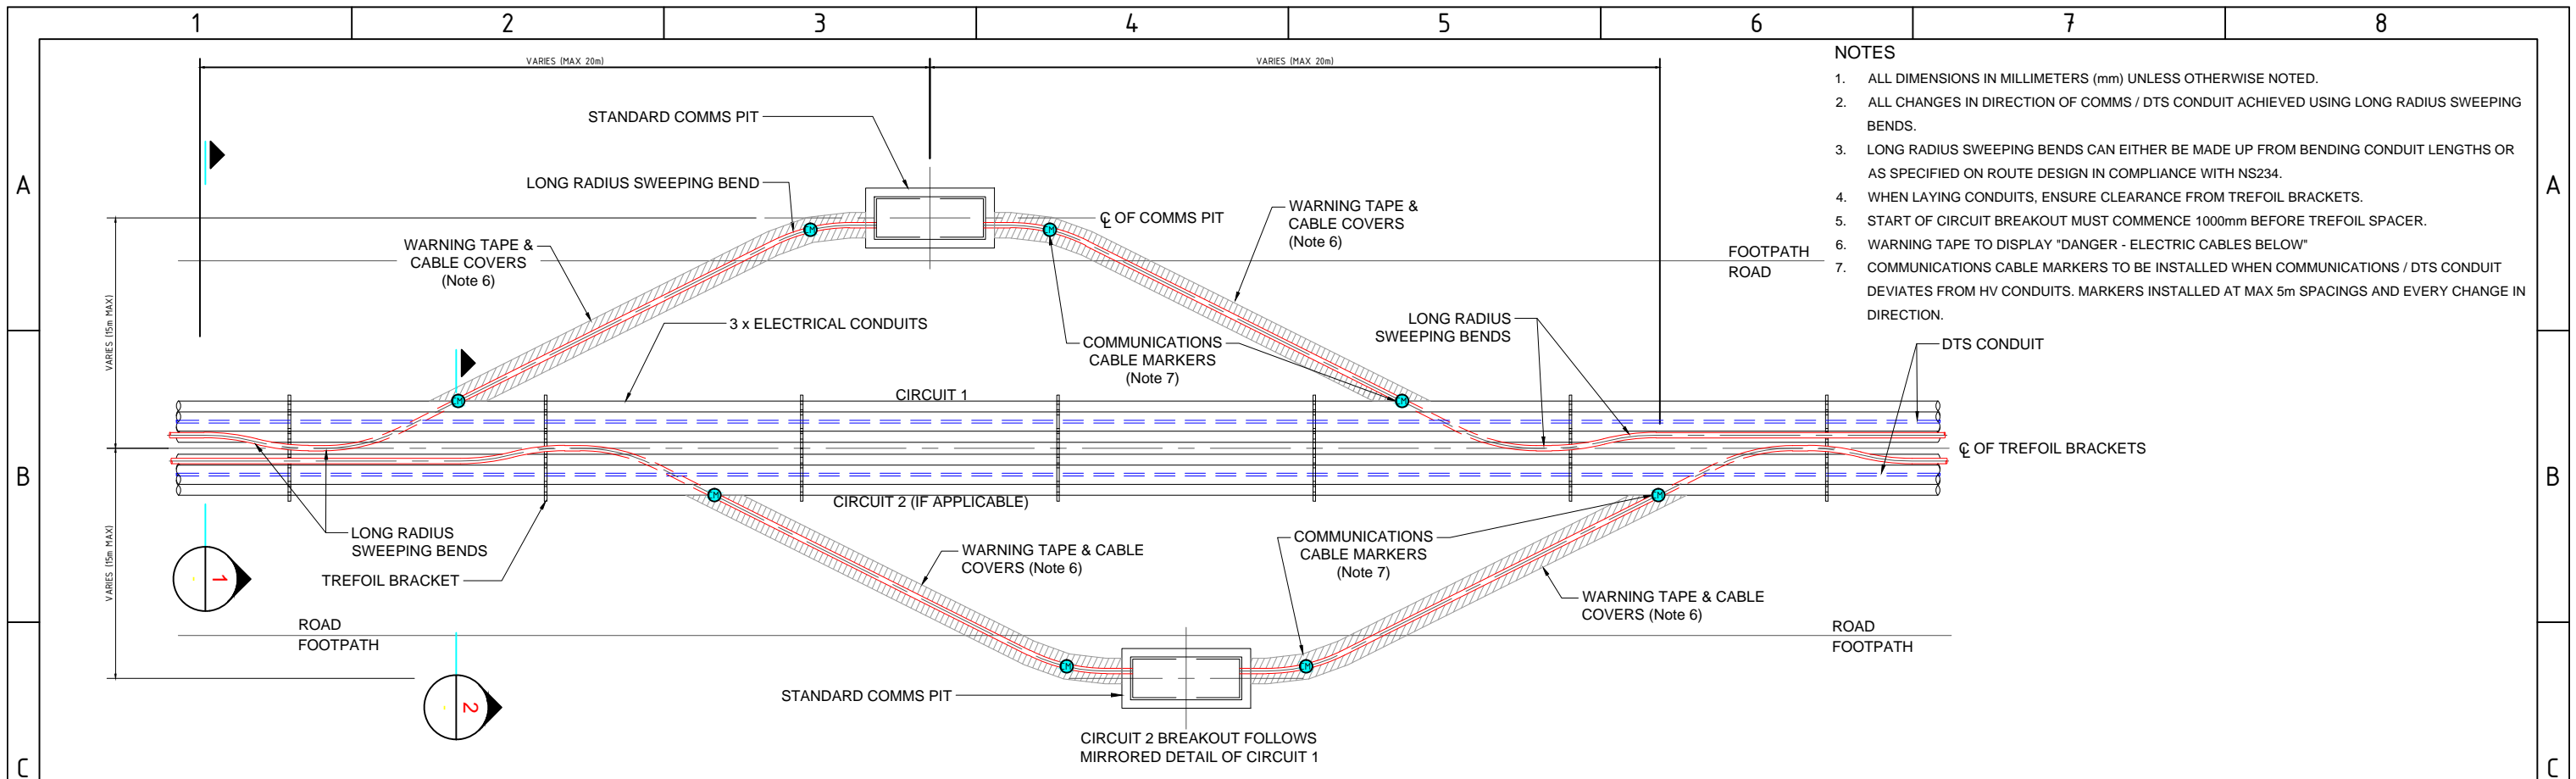 1 2 3 4 5 6 7 8
VARIES (MAX 20m)
VARIES (MAX 20m)
NOTES
1. ALL DIMENSIONS IN MILLIMETERS (mm) UNLESS OTHERWISE NOTED.
2. ALL CHANGES IN DIRECTION OF COMMS / DTS CONDUIT ACHIEVED USING LONG RADIUS SWEEPING
BENDS.
3. LONG RADIUS SWEEPING BENDS CAN EITHER BE MADE UP FROM BENDING CONDUIT LENGTHS OR
AS SPECIFIED ON ROUTE DESIGN IN COMPLIANCE WITH NS234.
4. WHEN LAYING CONDUITS, ENSURE CLEARANCE FROM TREFOIL BRACKETS.
5. START OF CIRCUIT BREAKOUT MUST COMMENCE 1000mm BEFORE TREFOIL SPACER.
6. WARNING TAPE TO DISPLAY "DANGER - ELECTRIC CABLES BELOW"
7. COMMUNICATIONS CABLE MARKERS TO BE INSTALLED WHEN COMMUNICATIONS / DTS CONDUIT
DEVIATES FROM HV CONDUITS. MARKERS INSTALLED AT MAX 5m SPACINGS AND EVERY CHANGE IN
DIRECTION.
STANDARD COMMS PIT
LONG RADIUS SWEEPING BEND
A
A
℄ OF COMMS PIT
WARNING TAPE &
CABLE COVERS
(Note 6)
WARNING TAPE &
CABLE COVERS
(Note 6)
FOOTPATH
ROAD
VARIES (15m MAX)
3 x ELECTRICAL CONDUITS
COMMUNICATIONS
CABLE MARKERS
(Note 7)
LONG RADIUS
SWEEPING BENDS
DTS CONDUIT
CIRCUIT 1
℄ OF TREFOIL BRACKETS
B
B
CIRCUIT 2 (IF APPLICABLE)
LONG RADIUS
SWEEPING BENDS
TREFOIL BRACKET
VARIES (15m MAX)
1
WARNING TAPE & CABLE
COVERS (Note 6)
COMMUNICATIONS
CABLE MARKERS
(Note 7)
WARNING TAPE & CABLE
COVERS (Note 6)
ROAD
FOOTPATH
ROAD
FOOTPATH
2
STANDARD COMMS PIT
CIRCUIT 2 BREAKOUT FOLLOWS
MIRRORED DETAIL OF CIRCUIT 1
C
C